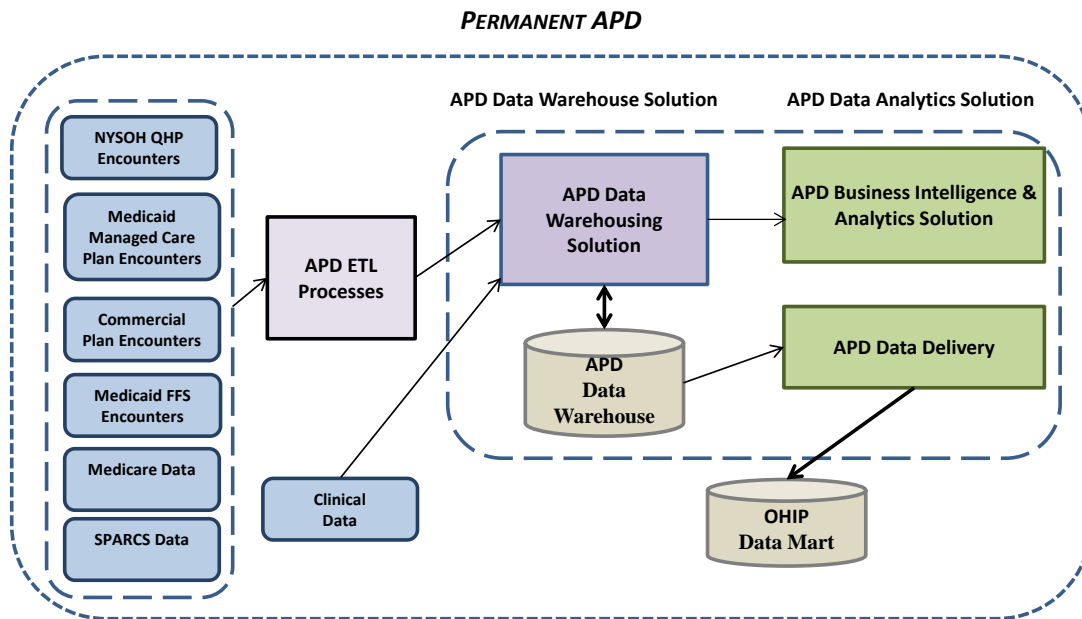 PERMANENT APD
APD Data Warehouse Solution
APD Data Analytics Solution
NYSOH QHP
Encounters
Medicaid
Managed Care
Plan Encounters
Commercial
Plan Encounters
Medicaid FFS
Encounters
Medicare Data
SPARCS Data
APD ETL
Processes
Clinical
Data
APD Data
Warehousing
Solution
APD
Data
Warehouse
APD Business Intelligence &
Analytics Solution
APD Data Delivery
OHIP
Data Mart